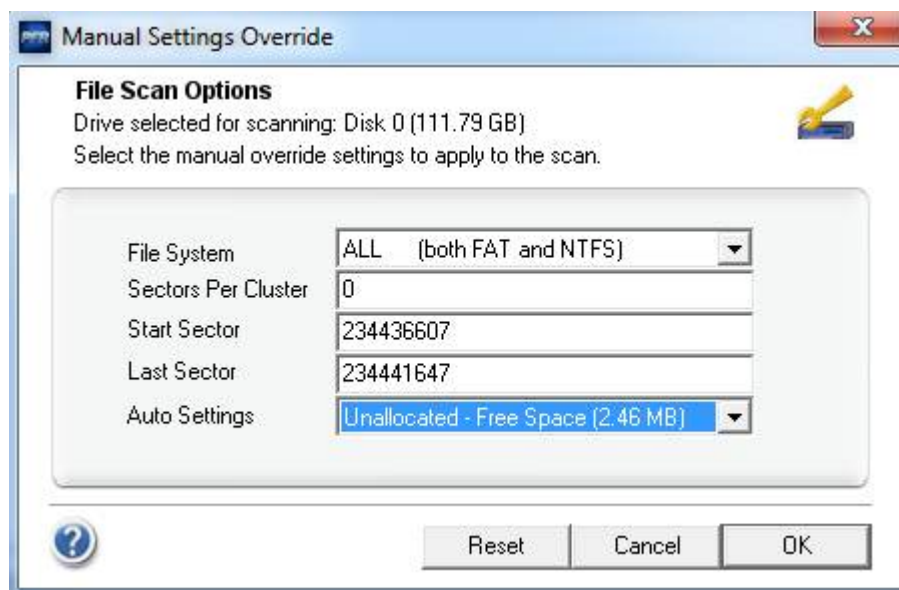 Manual Settings Override
File Scan Options
Drive selected for scanning: Disk 0 (111.79 GB)
Select the manual override settings to apply to the scan.
File System ALL (both FAT and NTFS)
Sectors Per Cluster 0
Start Sector 234436607
Last Sector 234441647
Auto Settings Unallocated - Free Space (2.46 MB)
? Reset Cancel OK